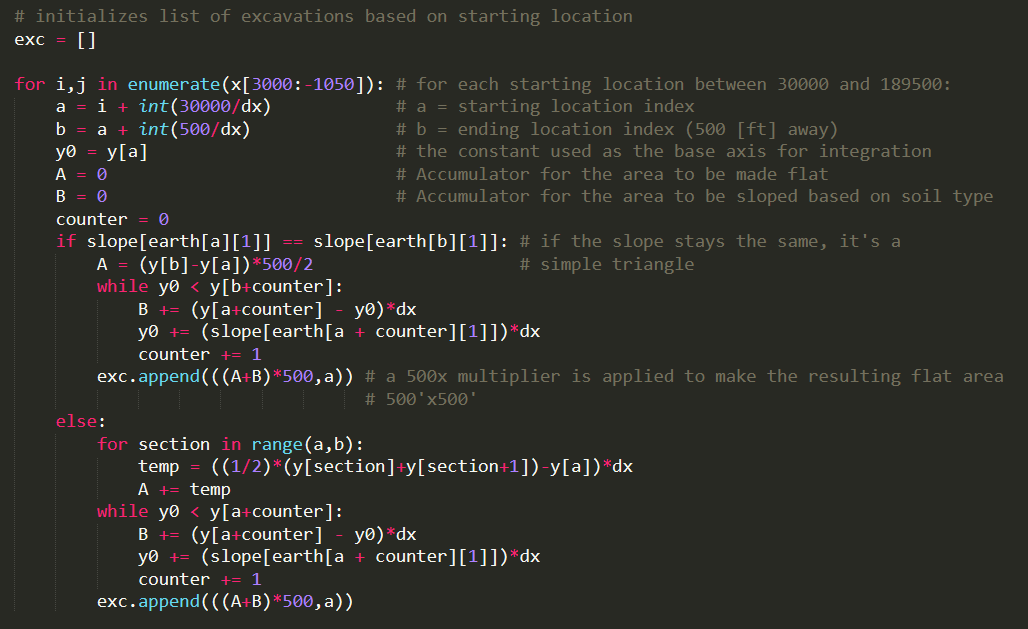 # initializes list of excavations based on starting location
exc = []

for i,j in enumerate(x[3000:-1050]): # for each starting location between 30000 and 189500:
    a = i + int(30000/dx)            # a = starting location index
    b = a + int(500/dx)              # b = ending location index (500 [ft] away)
    y0 = y[a]                        # the constant used as the base axis for integration
    A = 0                            # Accumulator for the area to be made flat
    B = 0                            # Accumulator for the area to be sloped based on soil type
    counter = 0
    if slope[earth[a][1]] == slope[earth[b][1]]: # if the slope stays the same, it's a
        A = (y[b]-y[a])*500/2                    # simple triangle
        while y0 < y[b+counter]:
            B += (y[a+counter] - y0)*dx
            y0 += (slope[earth[a + counter][1]])*dx
            counter += 1
        exc.append(((A+B)*500,a)) # a 500x multiplier is applied to make the resulting flat area
                                  # 500'x500'
    else:
        for section in range(a,b):
            temp = ((1/2)*(y[section]+y[section+1])-y[a])*dx
            A += temp
        while y0 < y[a+counter]:
            B += (y[a+counter] - y0)*dx
            y0 += (slope[earth[a + counter][1]])*dx
            counter += 1
        exc.append(((A+B)*500,a))